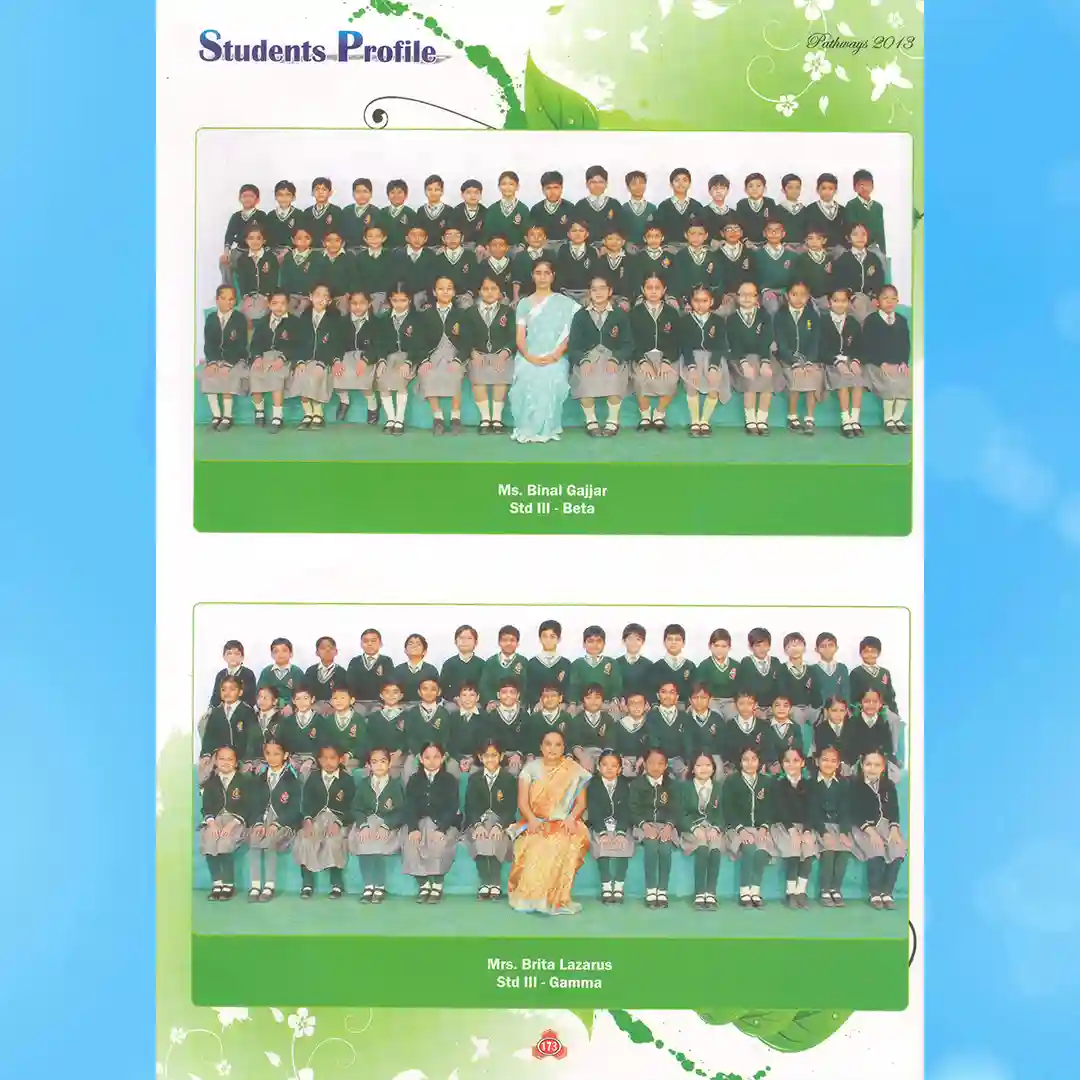 Students Profile
Pathways 2013
Ms. Binal Gajjar
Std III - Beta
Mrs. Brita Lazarus
Std III - Gamma
173